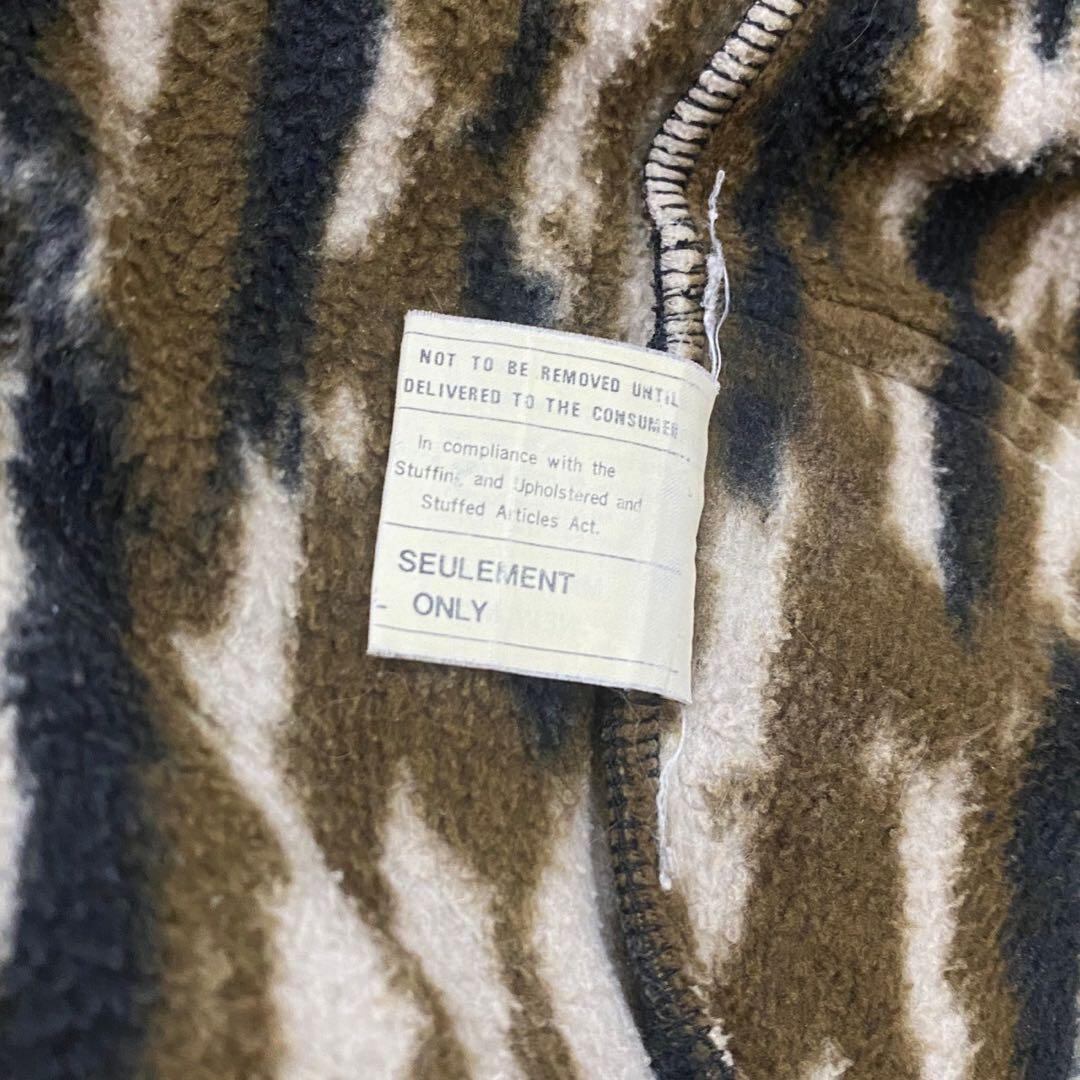 NOT TO BE REMOVED UNTIL
DELIVERED TO THE CONSUMER
In compliance with the
Stuffing and Upholstered and
Stuffed Articles Act.
SEULEMENT
- ONLY